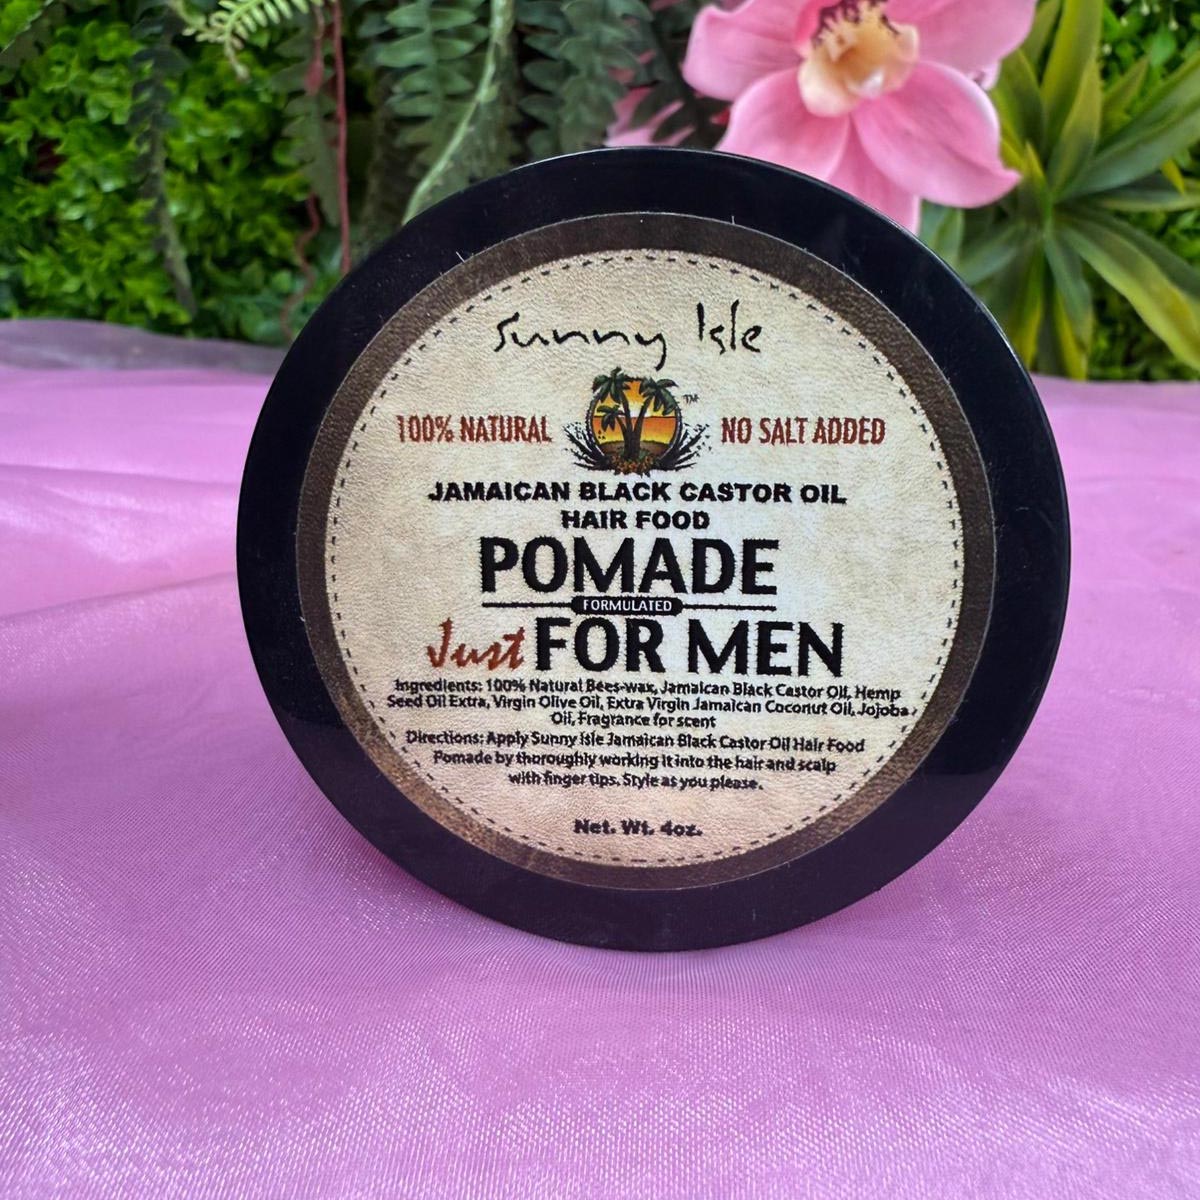 Sunny Isle
TM
100% NATURAL NO SALT ADDED
JAMAICAN BLACK CASTOR OIL
HAIR FOOD
POMADE
FORMULATED
Just FOR MEN
Ingredients: 100% Natural Bees-wax, Jamaican Black Castor Oil, Hemp
Seed Oil Extra, Virgin Olive Oil, Extra Virgin Jamaican Coconut Oil, Jojoba
Oil, Fragrance for scent
Directions: Apply Sunny Isle Jamaican Black Castor Oil Hair Food
Pomade by thoroughly working it into the hair and scalp
with finger tips. Style as you please.
Net. Wt. 4oz.